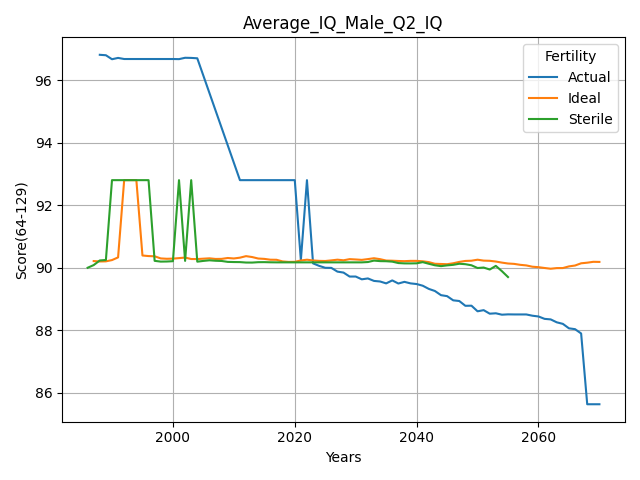 Average_IQ_Male_Q2_IQ
Fertility
Actual
Ideal
Sterile
Score(64-129)
96
94
92
90
88
86
2000
2020
2040
2060
Years